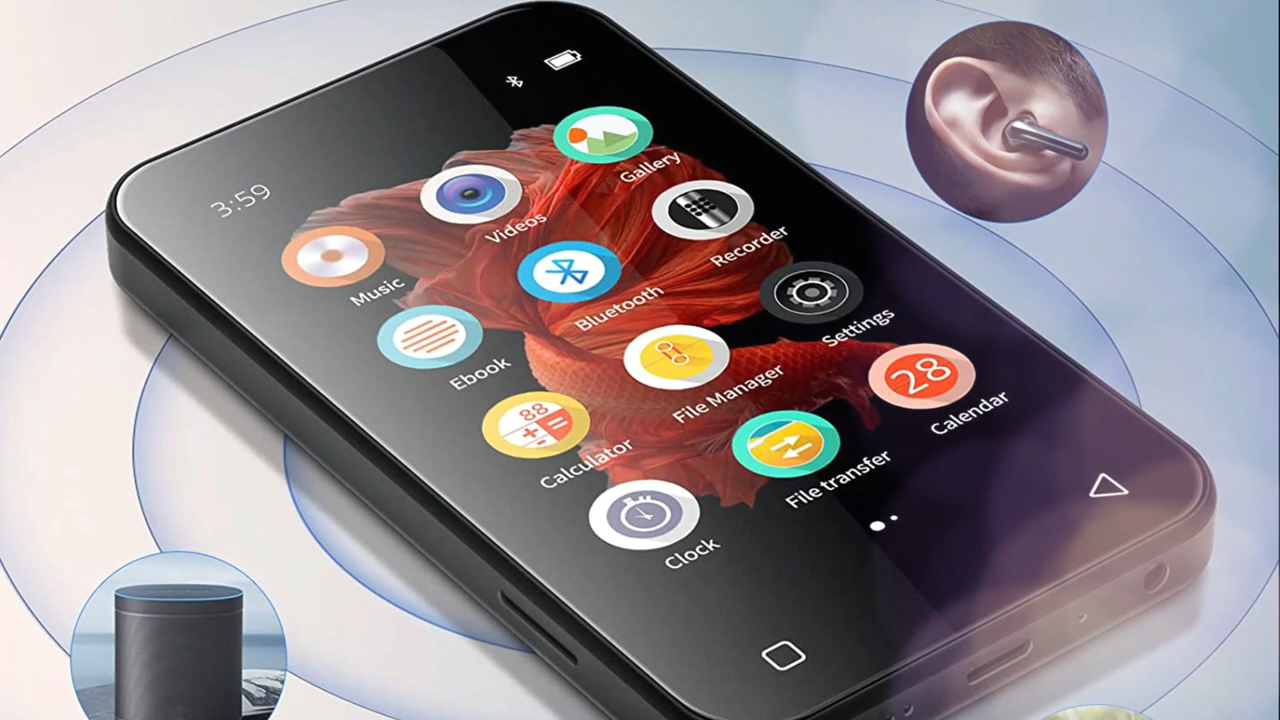 3:59
Music
Videos
Gallery
Ebook
Bluetooth
Recorder
88
Calculator
File Manager
Settings
Clock
File transfer
28
Calendar